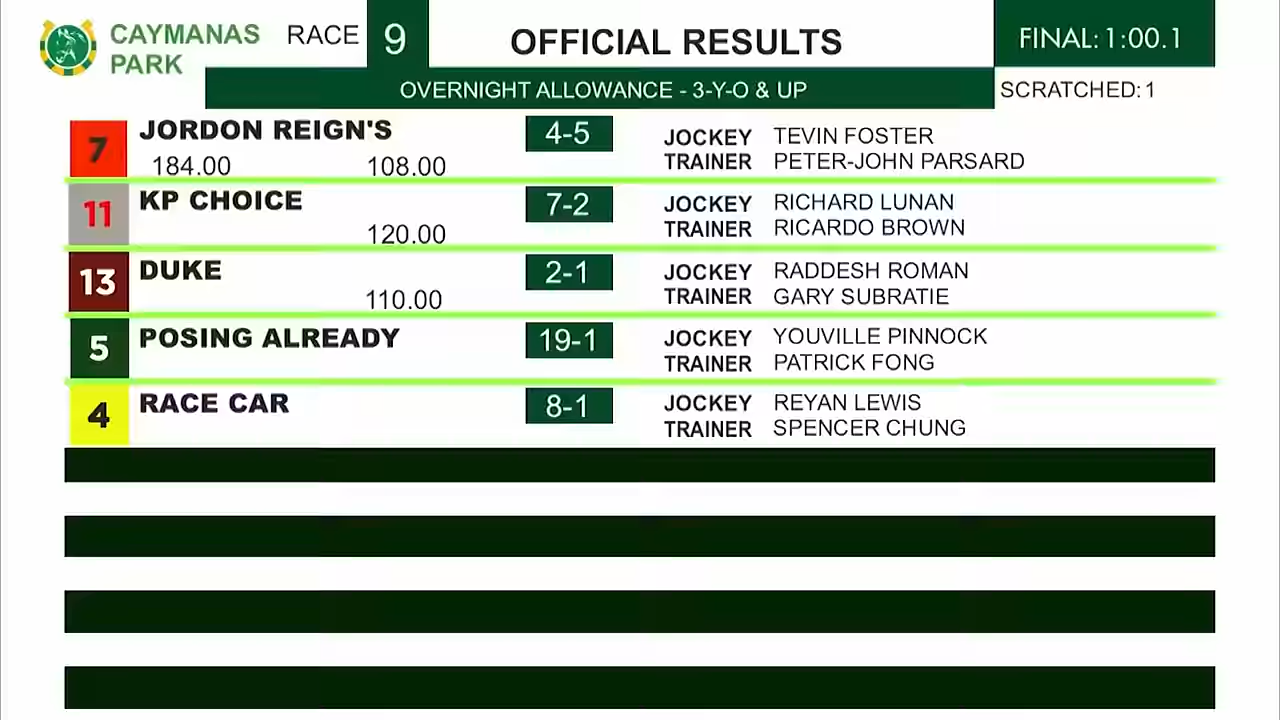 CAYMANAS PARK RACE 9 OFFICIAL RESULTS FINAL: 1:00.1
OVERNIGHT ALLOWANCE - 3-Y-O & UP SCRATCHED: 1
7 JORDON REIGN'S 4-5 JOCKEY TEVIN FOSTER
184.00 108.00 TRAINER PETER-JOHN PARSARD
11 KP CHOICE 7-2 JOCKEY RICHARD LUNAN
120.00 TRAINER RICARDO BROWN
13 DUKE 2-1 JOCKEY RADDESH ROMAN
110.00 TRAINER GARY SUBRATIE
5 POSING ALREADY 19-1 JOCKEY YOUVILLE PINNOCK
TRAINER PATRICK FONG
4 RACE CAR 8-1 JOCKEY REYAN LEWIS
TRAINER SPENCER CHUNG